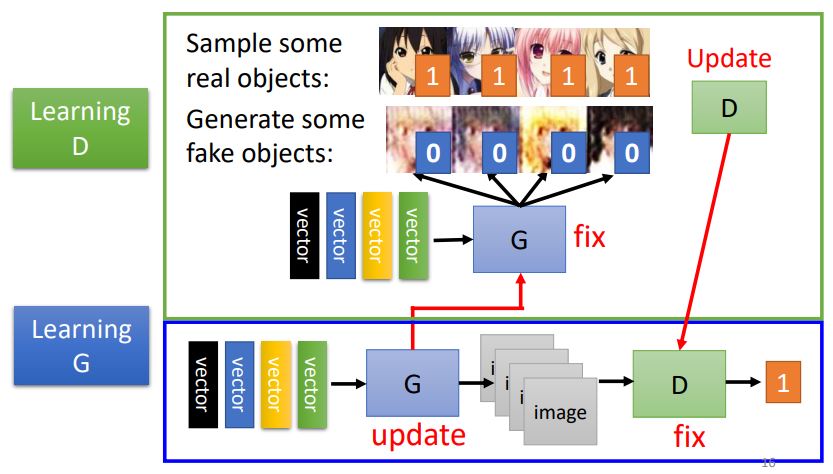 Learning
D
Sample some
real objects:
1
1
1
1
Update
D
Generate some
fake objects:
0
0
0
0
vector
vector
vector
vector
G
fix
Learning
G
vector
vector
vector
vector
G
update
i
i
i
image
D
fix
1
16